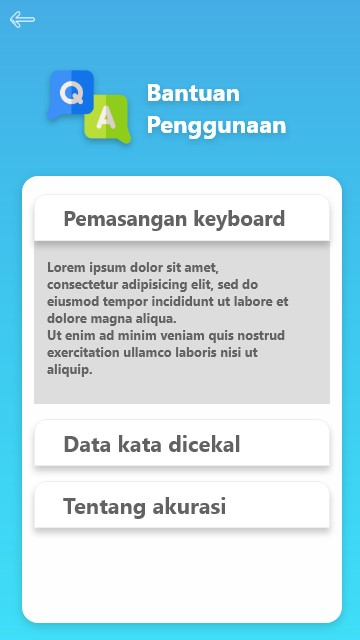 Q
A
Bantuan
Penggunaan
Pemasangan keyboard
Lorem ipsum dolor sit amet,
consectetur adipisicing elit, sed do
eiusmod tempor incididunt ut labore et
dolore magna aliqua.
Ut enim ad minim veniam quis nostrud
exercitation ullamco laboris nisi ut
aliquip.
Data kata dicekal
Tentang akurasi